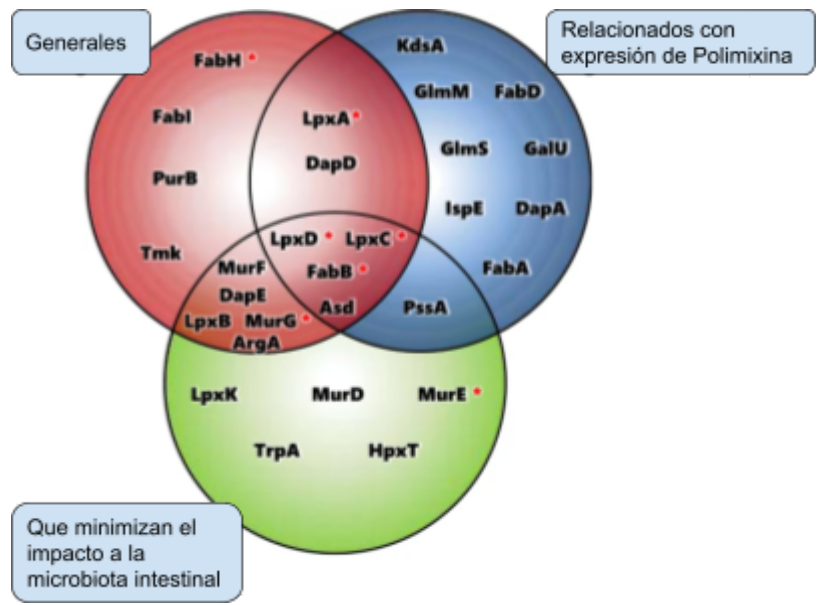 Generales
Relacionados con
expresión de Polimixina
KdsA
FabH *
GlmM FabD
FabI
LpxA *
GlmS GalU
DapD
PurB
IspE DapA
LpxD * LpxC *
Tmk
MurF
FabB *
FabA
DapE
Asd
PssA
LpxB MurG *
ArgA
LpxK MurD MurE *
TrpA HpxT
Que minimizan el
impacto a la
microbiota intestinal